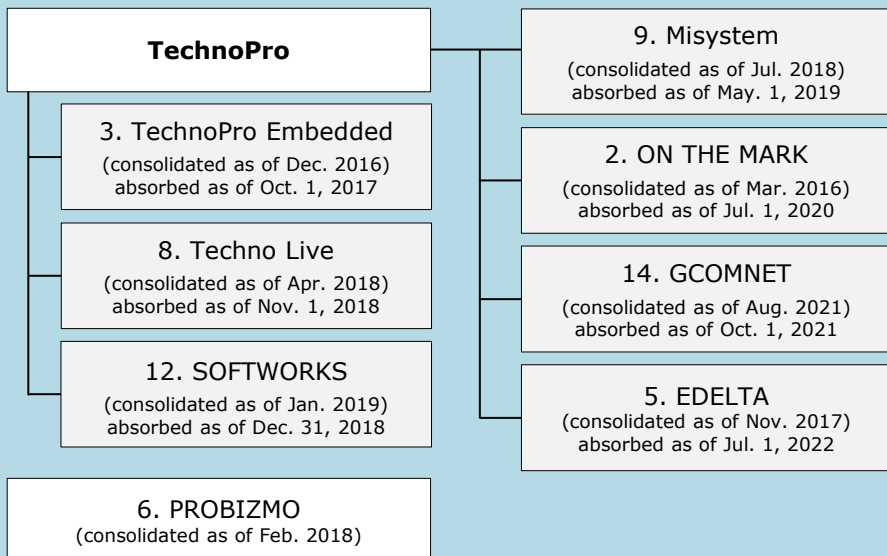 TechnoPro
3. TechnoPro Embedded
(consolidated as of Dec. 2016)
absorbed as of Oct. 1, 2017
8. Techno Live
(consolidated as of Apr. 2018)
absorbed as of Nov. 1, 2018
12. SOFTWORKS
(consolidated as of Jan. 2019)
absorbed as of Dec. 31, 2018
9. Misystem
(consolidated as of Jul. 2018)
absorbed as of May. 1, 2019
2. ON THE MARK
(consolidated as of Mar. 2016)
absorbed as of Jul. 1, 2020
14. GCOMNET
(consolidated as of Aug. 2021)
absorbed as of Oct. 1, 2021
5. EDELTA
(consolidated as of Nov. 2017)
absorbed as of Jul. 1, 2022
6. PROBIZMO
(consolidated as of Feb. 2018)